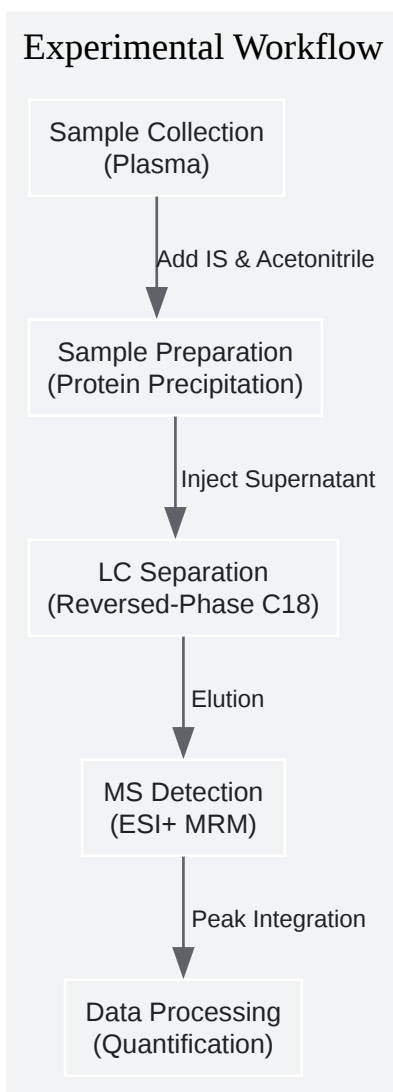 Experimental Workflow
Sample Collection
(Plasma)
Add IS & Acetonitrile
Sample Preparation
(Protein Precipitation)
Inject Supernatant
LC Separation
(Reversed-Phase C18)
Elution
MS Detection
(ESI+ MRM)
Peak Integration
Data Processing
(Quantification)